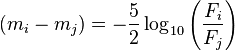 (m_i − m_j) = −\frac{5}{2} \log_{10} \left( \frac{F_i}{F_j} \right)